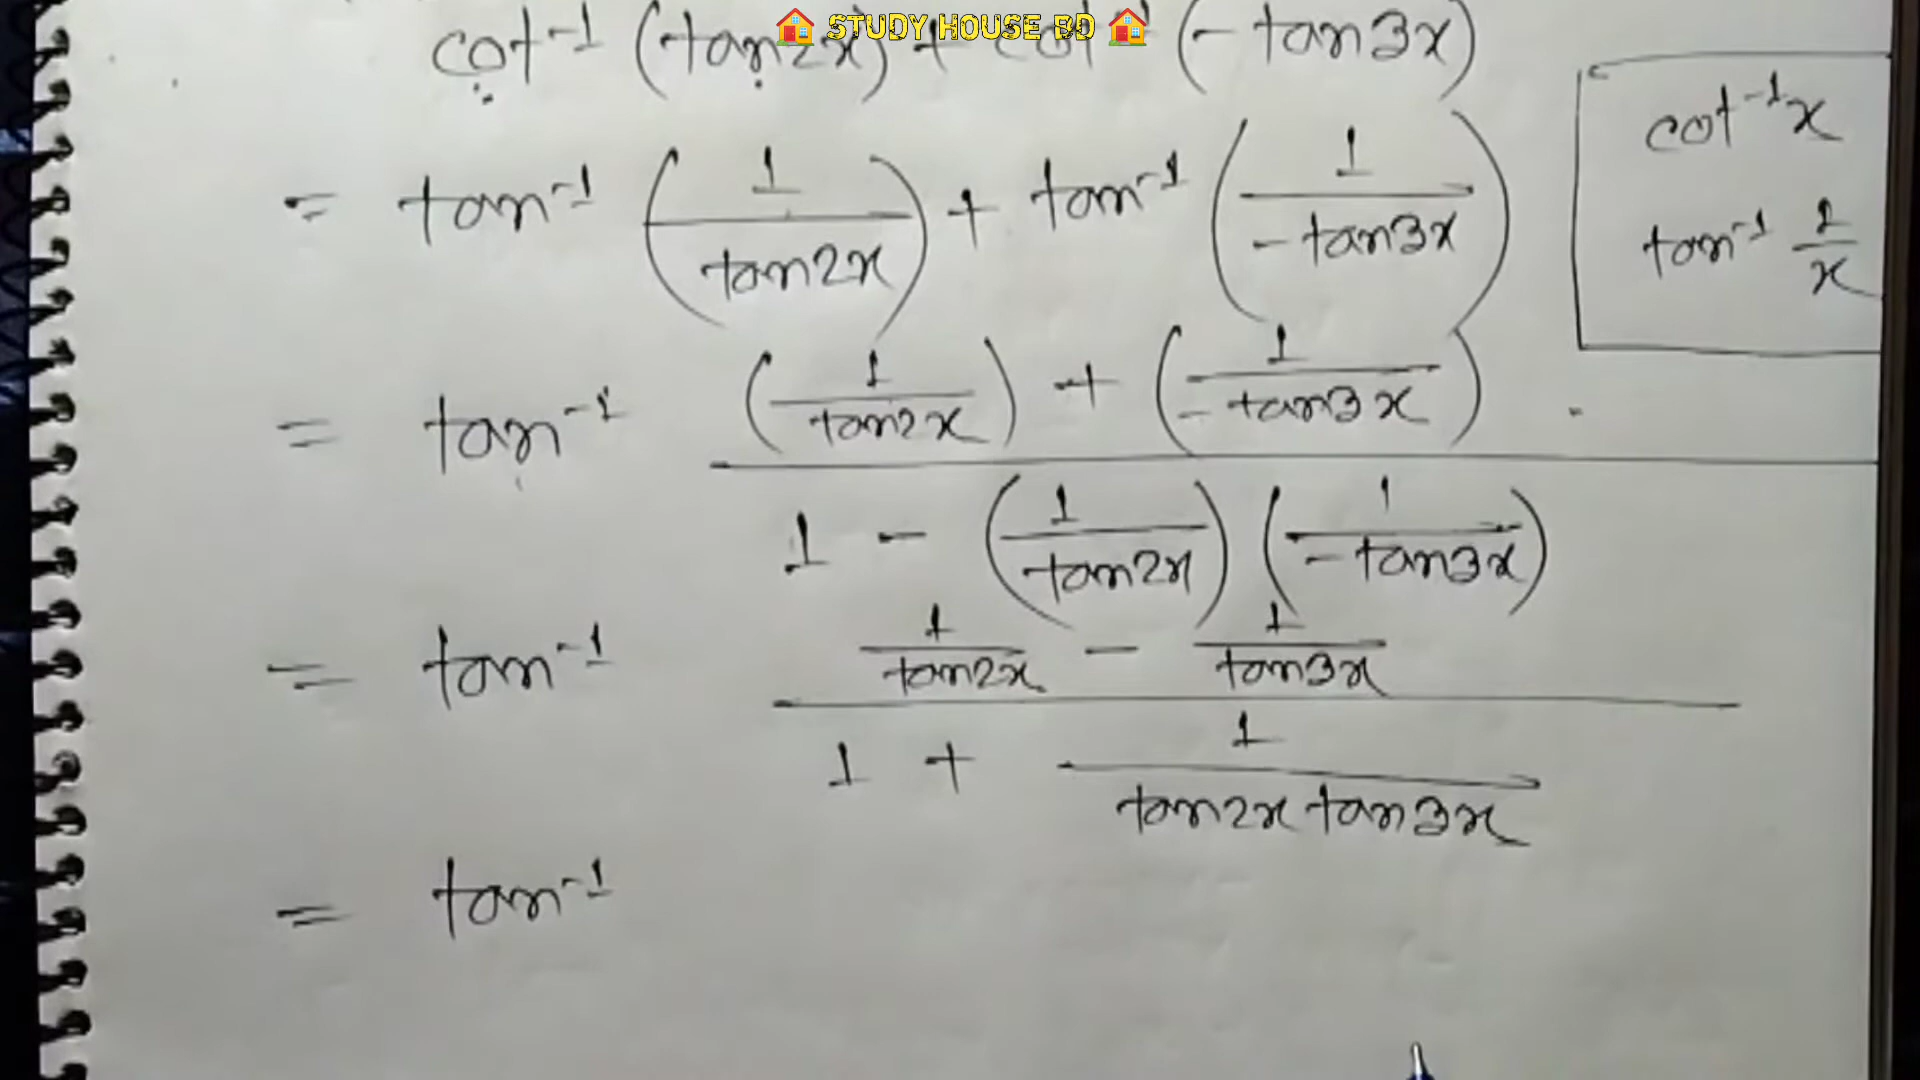 🏠 STUDY HOUSE BD 🏠
cot⁻¹ (tan2x) + cot⁻¹ (- tan3x)
= tan⁻¹ (1/tan2x) + tan⁻¹ (1/- tan3x)
cot⁻¹x
tan⁻¹ 1/x
= tan⁻¹ ((1/tan2x) + (1/- tan3x)) / (1 - (1/tan2x) (1/- tan3x))
= tan⁻¹ (1/tan2x - 1/tan3x) / (1 + 1/tan2x tan3x)
= tan⁻¹